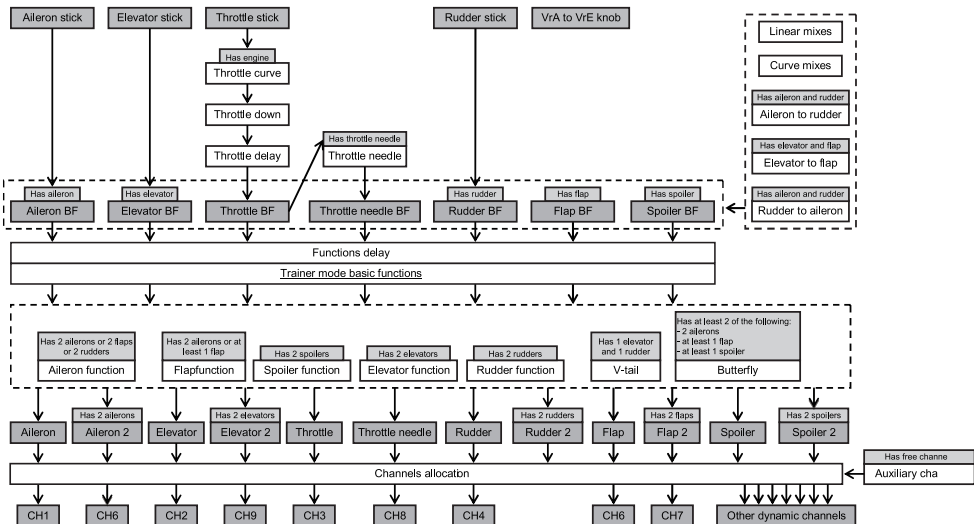 Aileron stick
Elevator stick
Throttle stick
Rudder stick
VrA to VrE knob
Linear mixes
Curve mixes
Has aileron and rudder
Aileron to rudder
Has elevator and flap
Elevator to flap
Has aileron and rudder
Rudder to aileron
Has engine
Throttle curve
Throttle down
Throttle delay
Has throttle needle
Throttle needle
Has aileron
Aileron BF
Has elevator
Elevator BF
Throttle BF
Throttle needle BF
Has rudder
Rudder BF
Has flap
Flap BF
Has spoiler
Spoiler BF
Functions delay
Trainer mode basic functions
Has 2 ailerons or 2 flaps
or 2 rudders
Aileron function
Has 2 ailerons or at
least 1 flap
Flapfunction
Has 2 spoilers
Spoiler function
Has 2 elevators
Elevator function
Has 2 rudders
Rudder function
Has 1 elevator
and 1 rudder
V-tail
Has at least 2 of the following:
- 2 ailerons
- at least 1 flap
- at least 1 spoiler
Butterfly
Aileron
Has 2 ailerons
Aileron 2
Elevator
Has 2 elevators
Elevator 2
Throttle
Throttle needle
Rudder
Has 2 rudders
Rudder 2
Flap
Has 2 flaps
Flap 2
Spoiler
Has 2 spoilers
Spoiler 2
Channels allocation
Has free channe
Auxiliary cha
CH1
CH6
CH2
CH9
CH3
CH8
CH4
CH6
CH7
Other dynamic channels